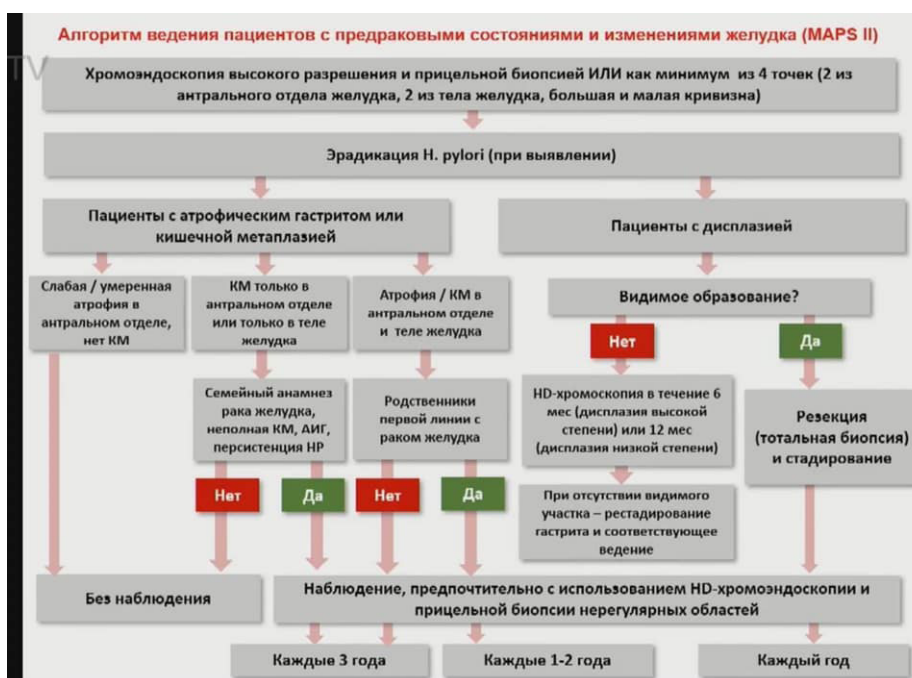 Алгоритм ведения пациентов с предраковыми состояниями и изменениями желудка (MAPS II)
TV
Хромоэндоскопия высокого разрешения и прицельной биопсией ИЛИ как минимум из 4 точек (2 из
антрального отдела желудка, 2 из тела желудка, большая и малая кривизна)
Эрадикация H. pylori (при выявлении)
Пациенты с атрофическим гастритом или
кишечной метаплазией
Пациенты с дисплазией
Слабая / умеренная
атрофия в
антральном отделе,
нет КМ
КМ только в
антральном отделе
или только в теле
желудка
Атрофия / КМ в
антральном отделе
и теле желудка
Видимое образование?
Нет
Да
Семейный анамнез
рака желудка,
неполная КМ, АИГ,
персистенция НР
Родственники
первой линии с
раком желудка
HD-хромоскопия в течение 6
мес (дисплазия высокой
степени) или 12 мес
(дисплазия низкой степени)
Резекция
(тотальная биопсия)
и стадирование
Нет
Да
Нет
Да
При отсутствии видимого
участка – рестадирование
гастрита и соответствующее
ведение
Без наблюдения
Наблюдение, предпочтительно с использованием HD-хромоэндоскопии и
прицельной биопсии нерегулярных областей
Каждые 3 года
Каждые 1-2 года
Каждый год